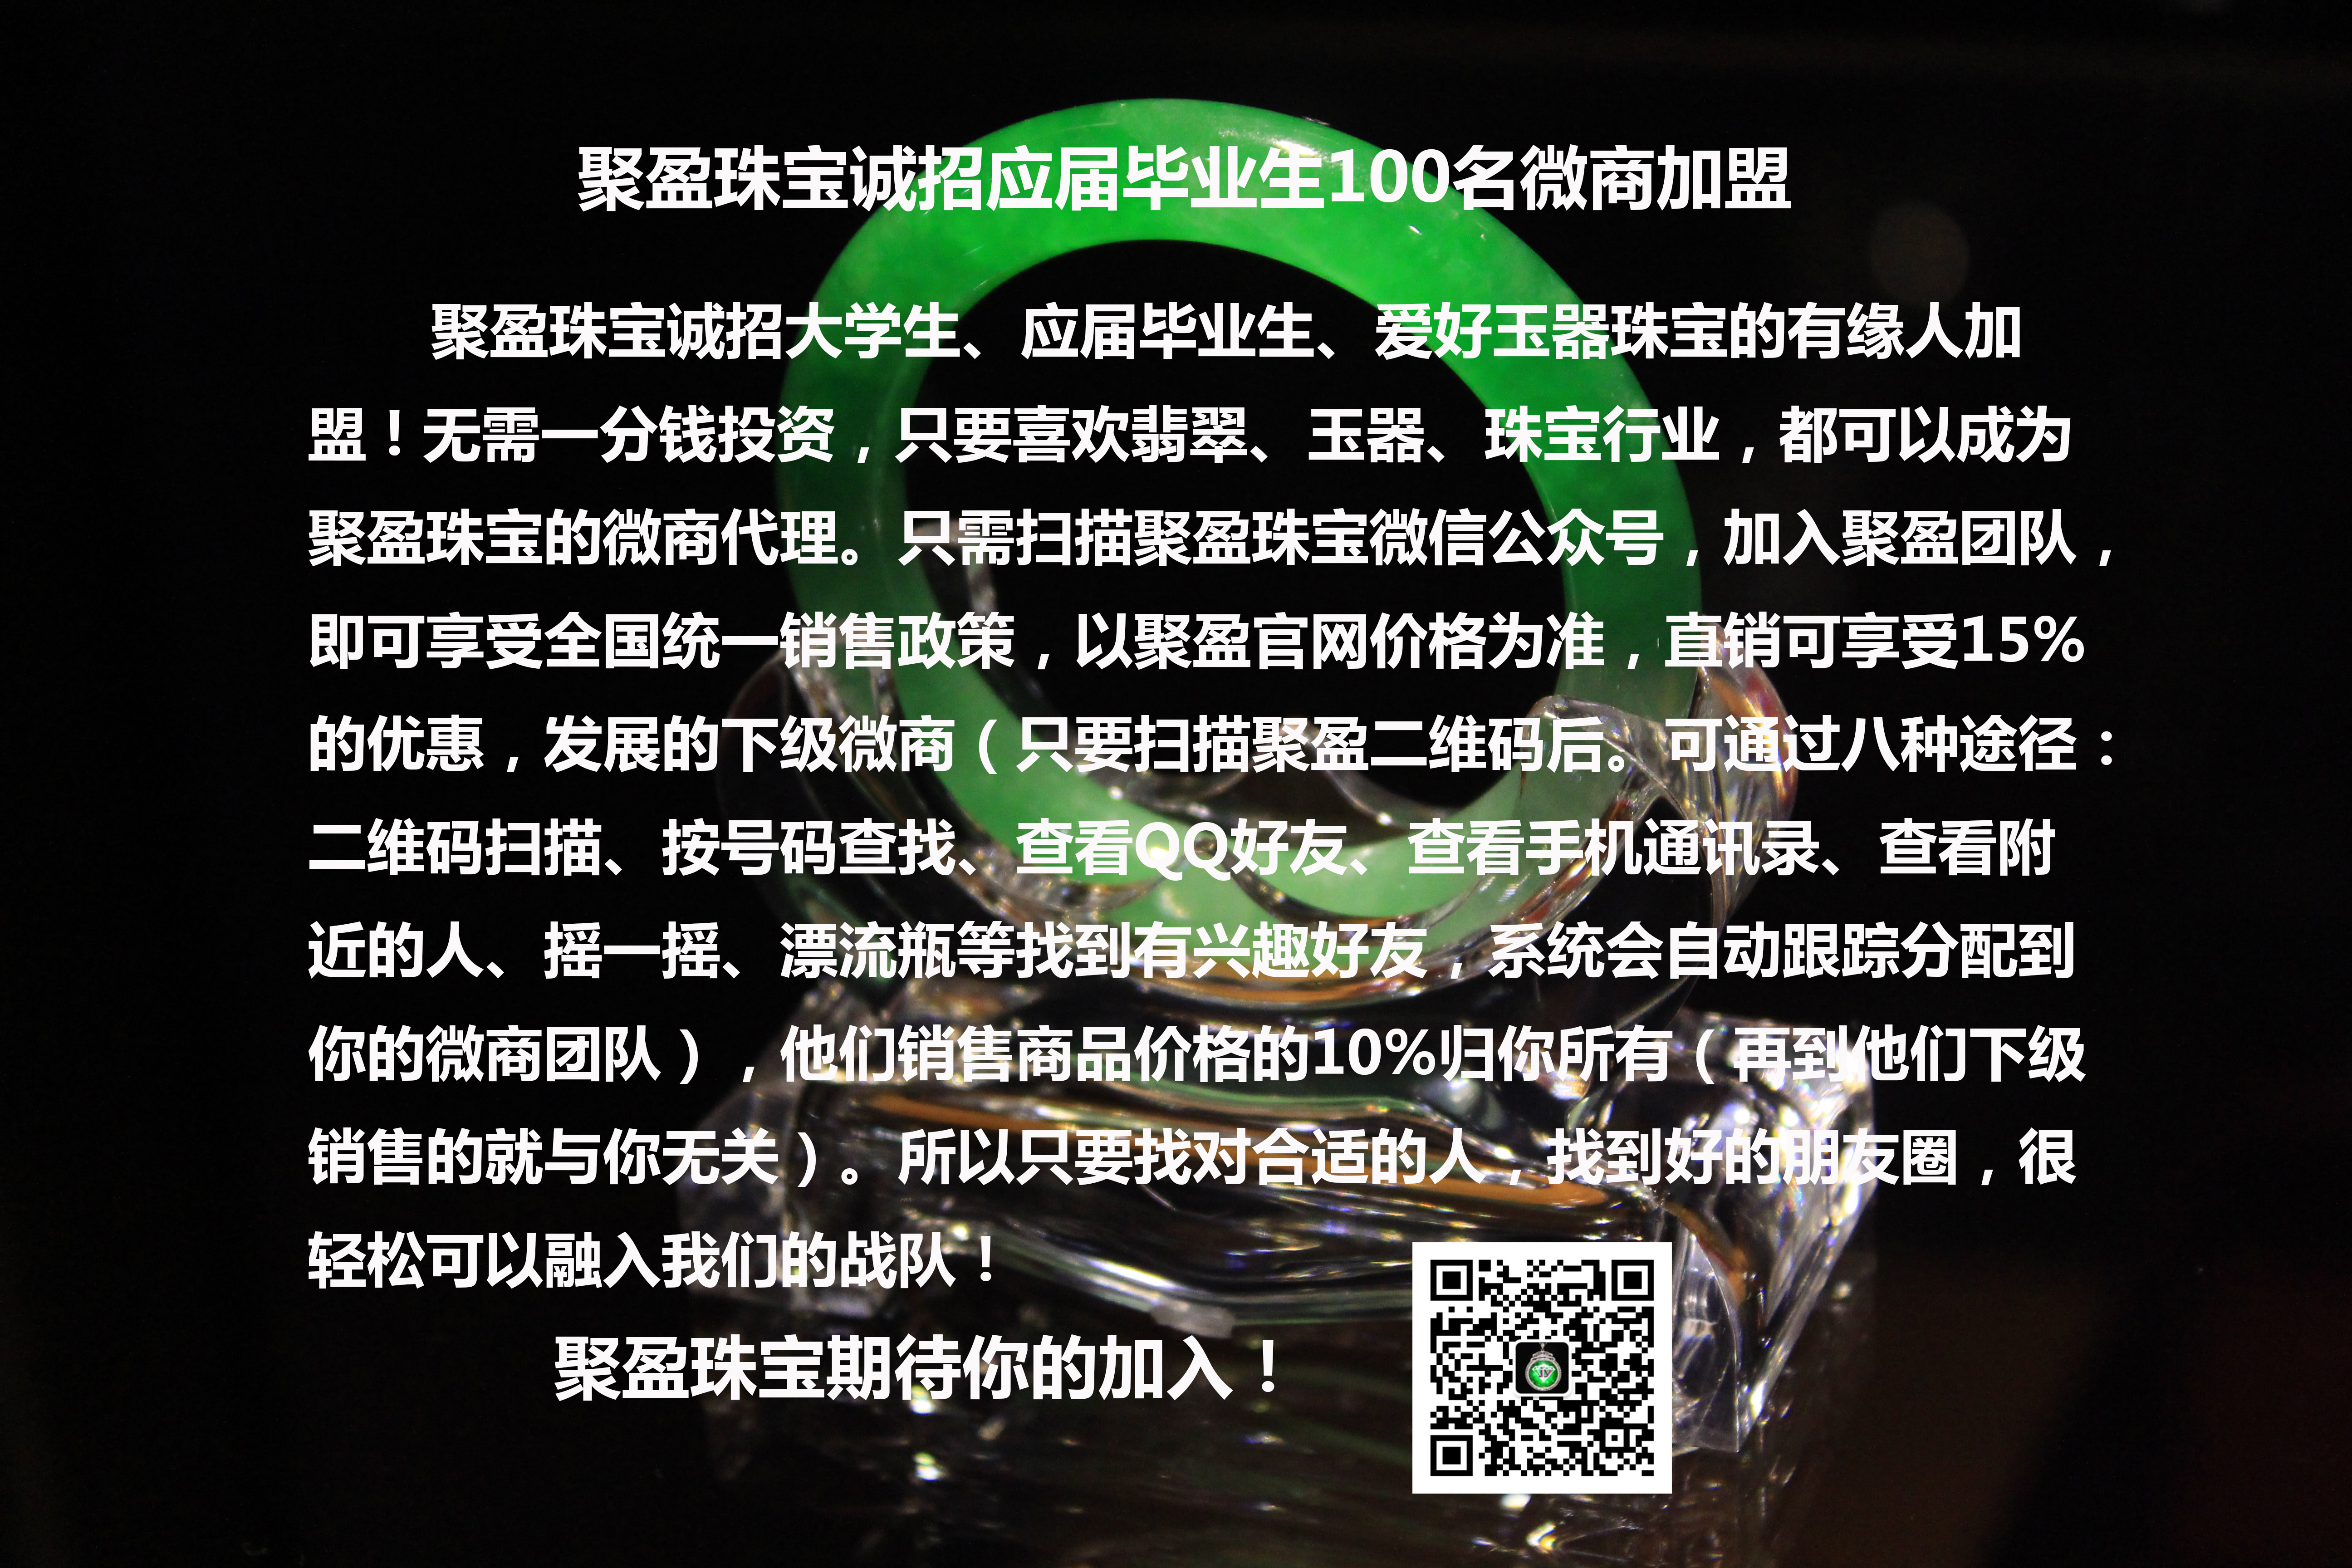 聚盈珠宝诚招应届毕业生100名微商加盟
聚盈珠宝诚招大学生、应届毕业生、爱好玉器珠宝的有缘人加
盟！无需一分钱投资，只要喜欢翡翠、玉器、珠宝行业，都可以成为
聚盈珠宝的微商代理。只需扫描聚盈珠宝微信公众号，加入聚盈团队，
即可享受全国统一销售政策，以聚盈官网价格为准，直销可享受15%
的优惠，发展的下级微商（只要扫描聚盈二维码后。可通过八种途径：
二维码扫描、按号码查找、查看QQ好友、查看手机通讯录、查看附
近的人、摇一摇、漂流瓶等找到有兴趣好友，系统会自动跟踪分配到
你的微商团队），他们销售商品价格的10%归你所有（再到他们下级
销售的就与你无关）。所以只要找对合适的人，找到好的朋友圈，很
轻松可以融入我们的战队！
聚盈珠宝期待你的加入！